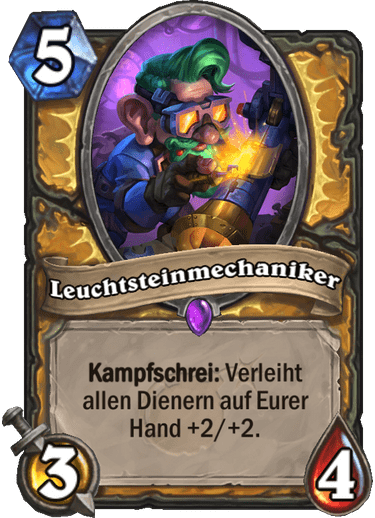 5
Leuchtsteinmechaniker
Kampfschrei: Verleiht
allen Dienern auf Eurer
Hand +2/+2.
3
4